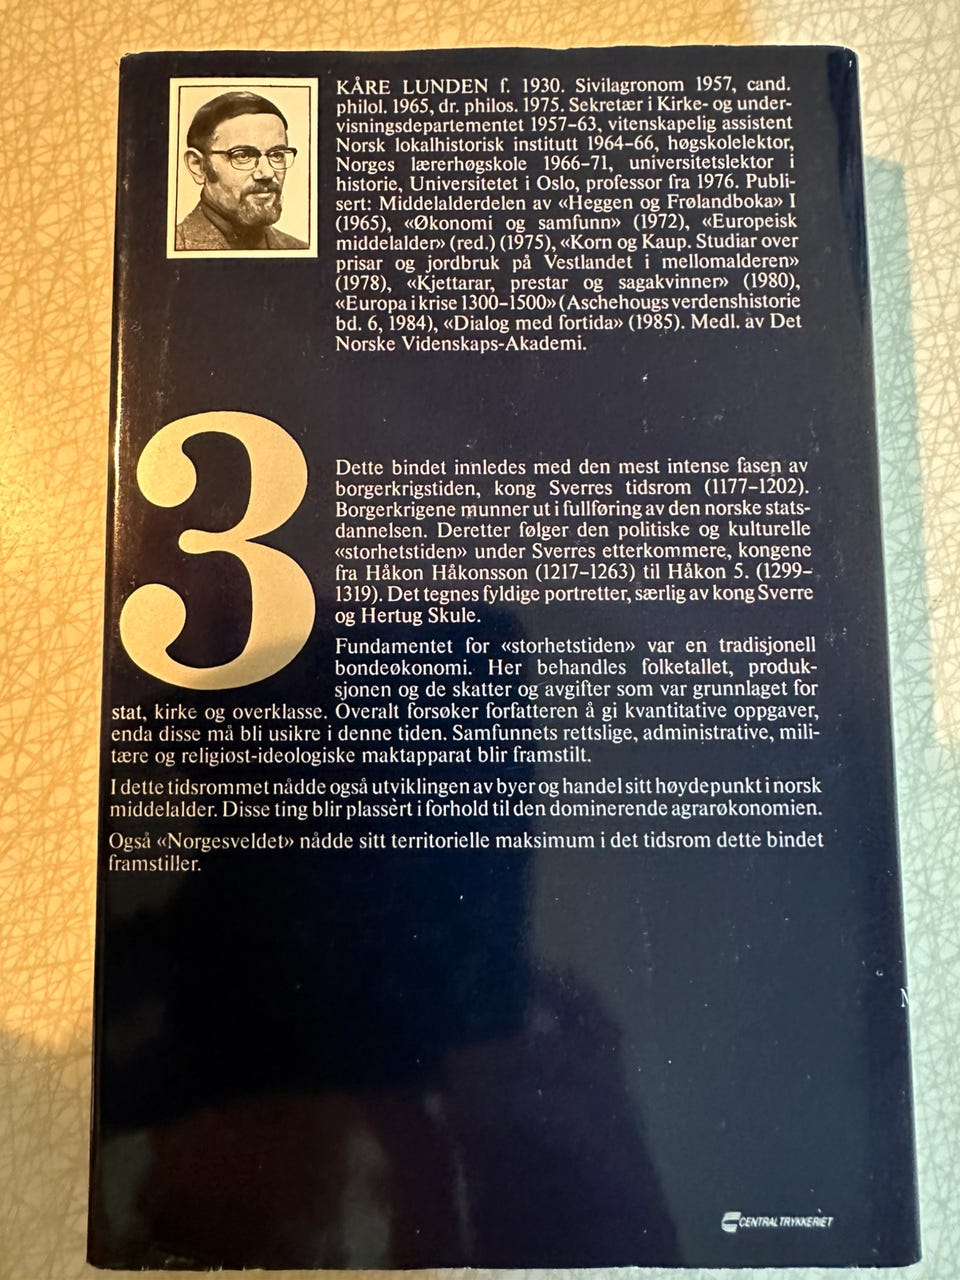 KÅRE LUNDEN f. 1930. Sivilagronom 1957, cand.
philol. 1965, dr. philos. 1975. Sekretær i Kirke- og under-
visningsdepartementet 1957–63, vitenskapelig assistent
Norsk lokalhistorisk institutt 1964–66, høgskolelektor,
Norges lærerhøgskole 1966–71, universitetslektor i
historie, Universitetet i Oslo, professor fra 1976. Publi-
sert: Middelalderdelen av «Heggen og Frølandboka» I
(1965), «Økonomi og samfunn» (1972), «Europeisk
middelalder» (red.) (1975), «Korn og Kaup. Studiar over
prisar og jordbruk på Vestlandet i mellomalderen»
(1978), «Kjettarar, prestar og sagakvinner» (1980),
«Europa i krise 1300–1500» (Aschehougs verdenshistorie
bd. 6, 1984), «Dialog med fortida» (1985). Medl. av Det
Norske Videnskaps-Akademi.
3
Dette bindet innledes med den mest intense fasen av
borgerkrigstiden, kong Sverres tidsrom (1177–1202).
Borgerkrigene munner ut i fullføring av den norske stats-
dannelsen. Deretter følger den politiske og kulturelle
«storhetstiden» under Sverres etterkommere, kongene
fra Håkon Håkonsson (1217–1263) til Håkon 5. (1299–
1319). Det tegnes fyldige portretter, særlig av kong Sverre
og Hertug Skule.
Fundamentet for «storhetstiden» var en tradisjonell
bondeøkonomi. Her behandles folketallet, produk-
sjonen og de skatter og avgifter som var grunnlaget for
stat, kirke og overklasse. Overalt forsøker forfatteren å gi kvantitative oppgaver,
enda disse må bli usikre i denne tiden. Samfunnets rettslige, administrative, mili-
tære og religiøst-ideologiske maktapparat blir framstilt.
I dette tidsrommet nådde også utviklingen av byer og handel sitt høydepunkt i norsk
middelalder. Disse ting blir plassert i forhold til den dominerende agrarøkonomien.
Også «Norgesveldet» nådde sitt territorielle maksimum i det tidsrom dette bindet
framstiller.
N
CENTRALTRYKKERIET